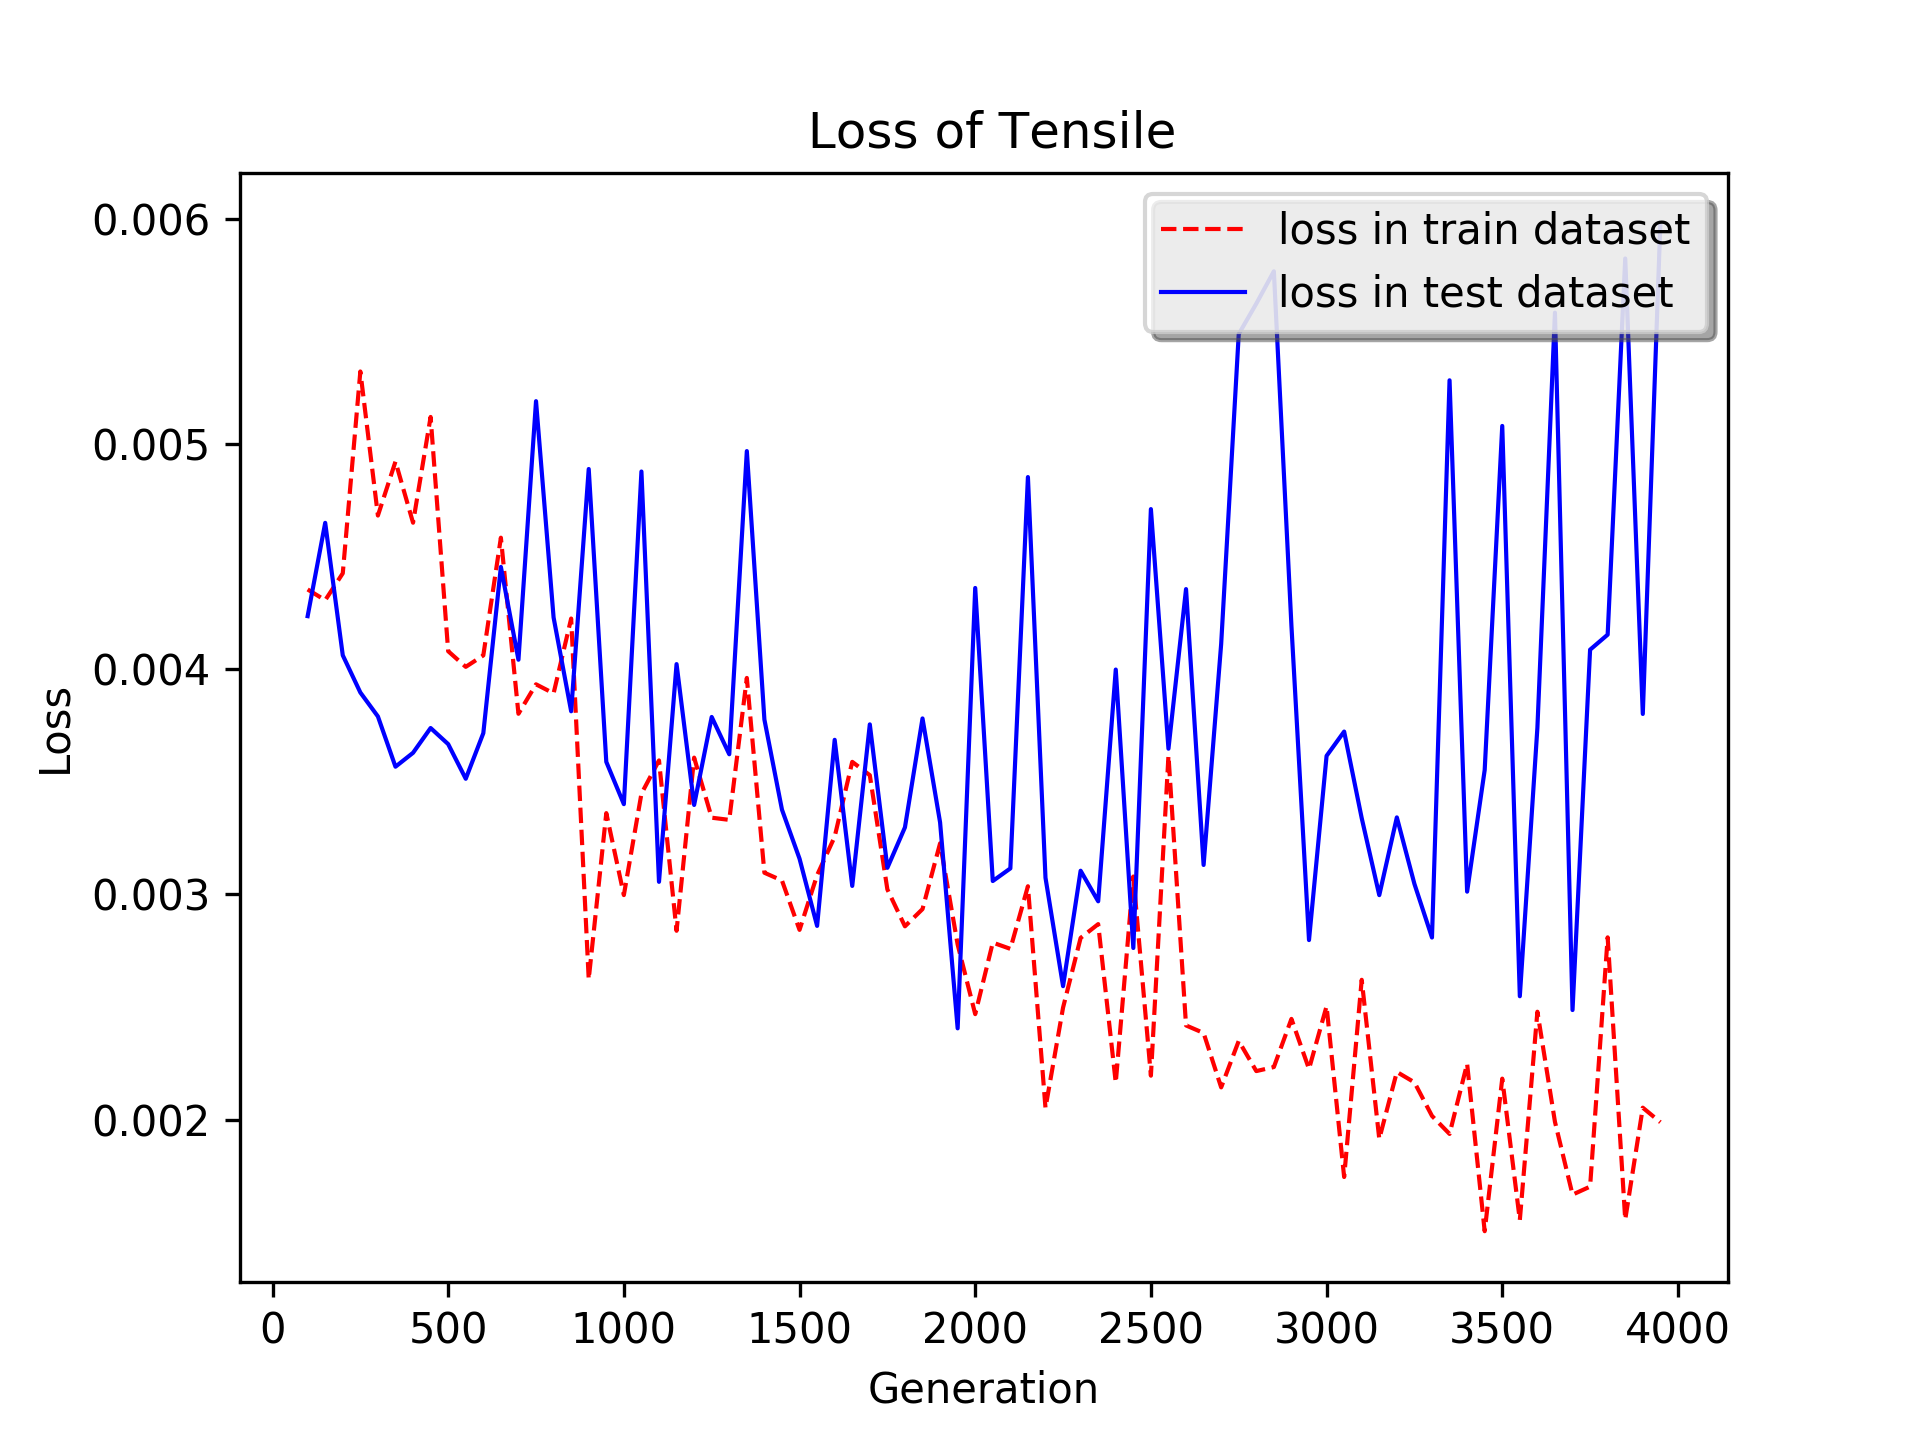 Loss of Tensile
loss in train dataset
loss in test dataset
0.006
0.005
0.004
0.003
0.002
Loss
0 500 1000 1500 2000 2500 3000 3500 4000
Generation